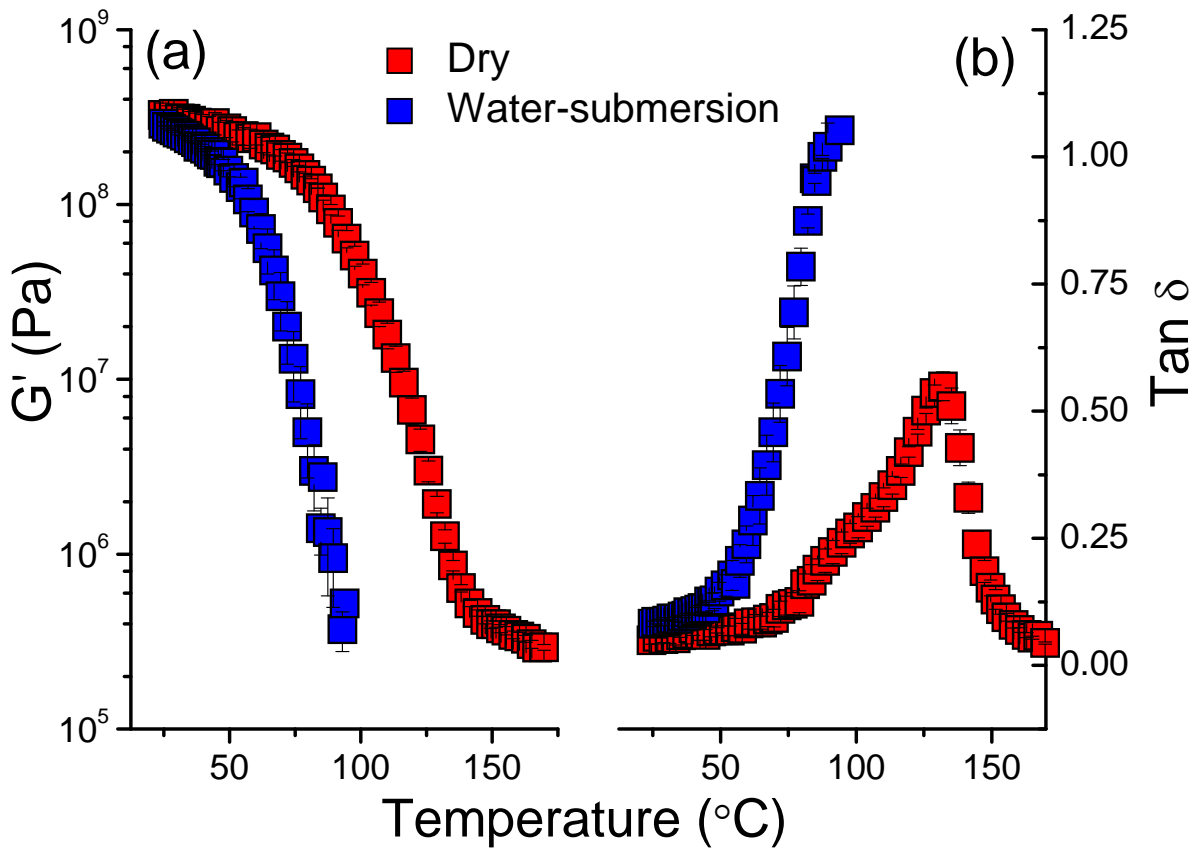 (a)
Dry
Water-submersion
(b)
10⁹
10⁸
10⁷
10⁶
10⁵
G' (Pa)
1.25
1.00
0.75
0.50
0.25
0.00
Tan δ
50 100 150
50 100 150
Temperature (°C)